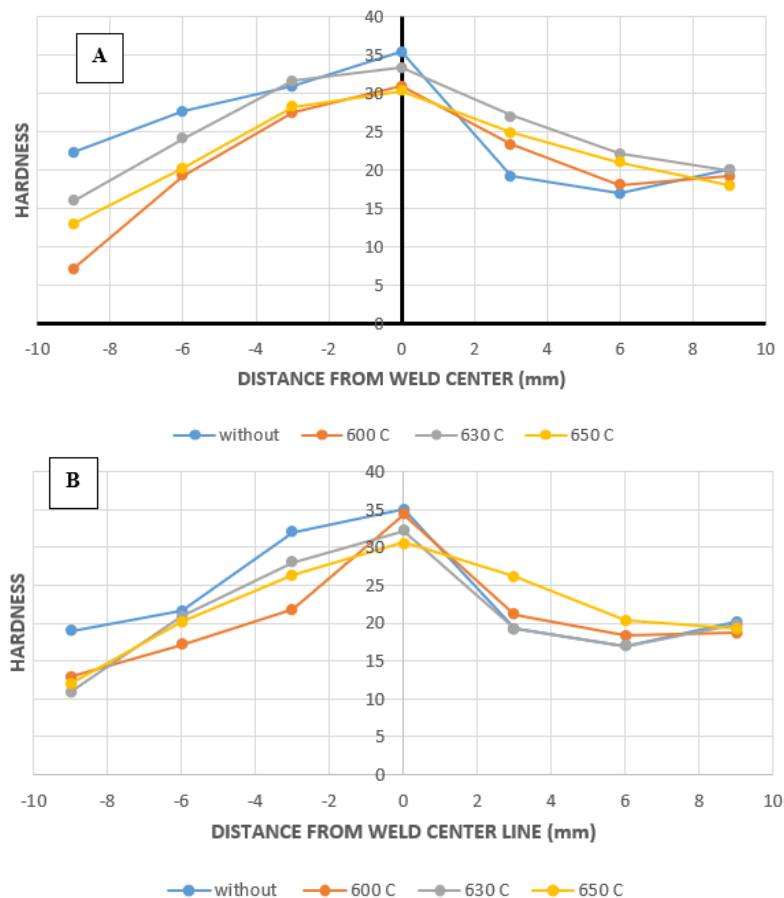 A
HARDNESS
40
35
30
25
20
15
10
5
0
-10 -8 -6 -4 -2 0 2 4 6 8 10
DISTANCE FROM WELD CENTER (mm)
without 600 C 630 C 650 C
B
HARDNESS
40
35
30
25
20
15
10
5
0
-10 -8 -6 -4 -2 0 2 4 6 8 10
DISTANCE FROM WELD CENTER LINE (mm)
without 600 C 630 C 650 C